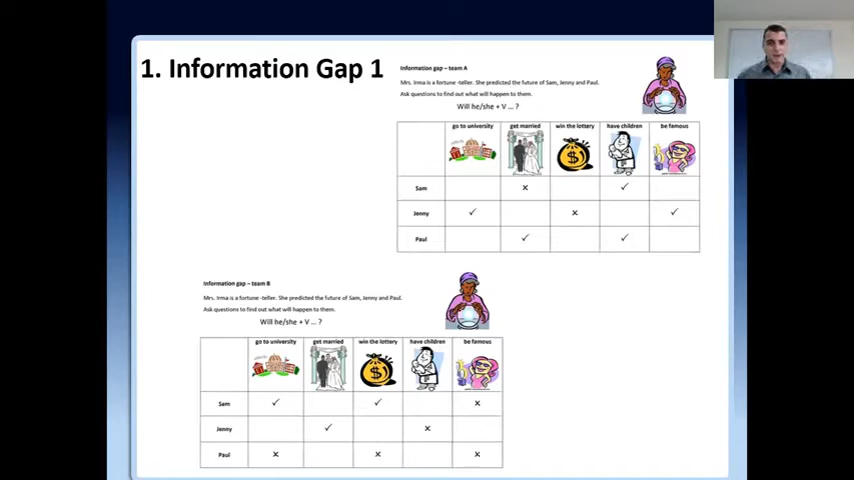 1. Information Gap 1
Information gap – team A
Mrs. Irma is a fortune -teller. She predicted the future of Sam, Jenny and Paul.
Ask questions to find out what will happen to them.
Will he/she + V ... ?
go to university get married win the lottery have children be famous
Sam x ✓
Jenny ✓ x ✓
Paul ✓ ✓
Information gap – team B
Mrs. Irma is a fortune -teller. She predicted the future of Sam, Jenny and Paul.
Ask questions to find out what will happen to them.
Will he/she + V ... ?
go to university get married win the lottery have children be famous
Sam ✓ ✓ x
Jenny ✓ x
Paul x x x